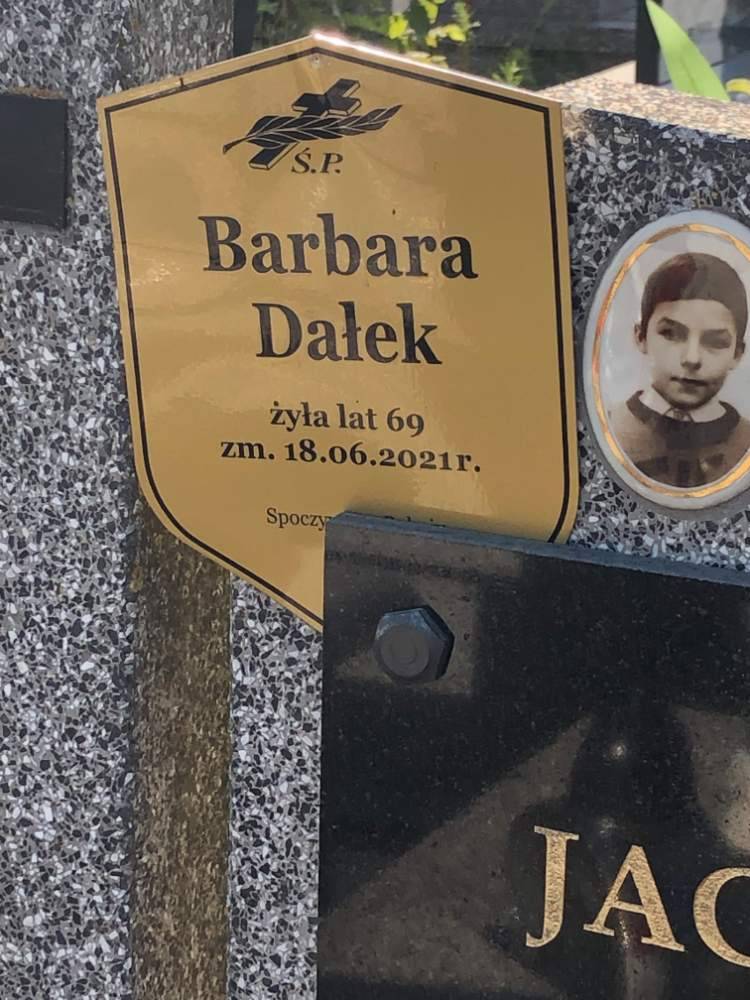 Ś.P.
Barbara
Dałek
żyła lat 69
zm. 18.06.2021r.